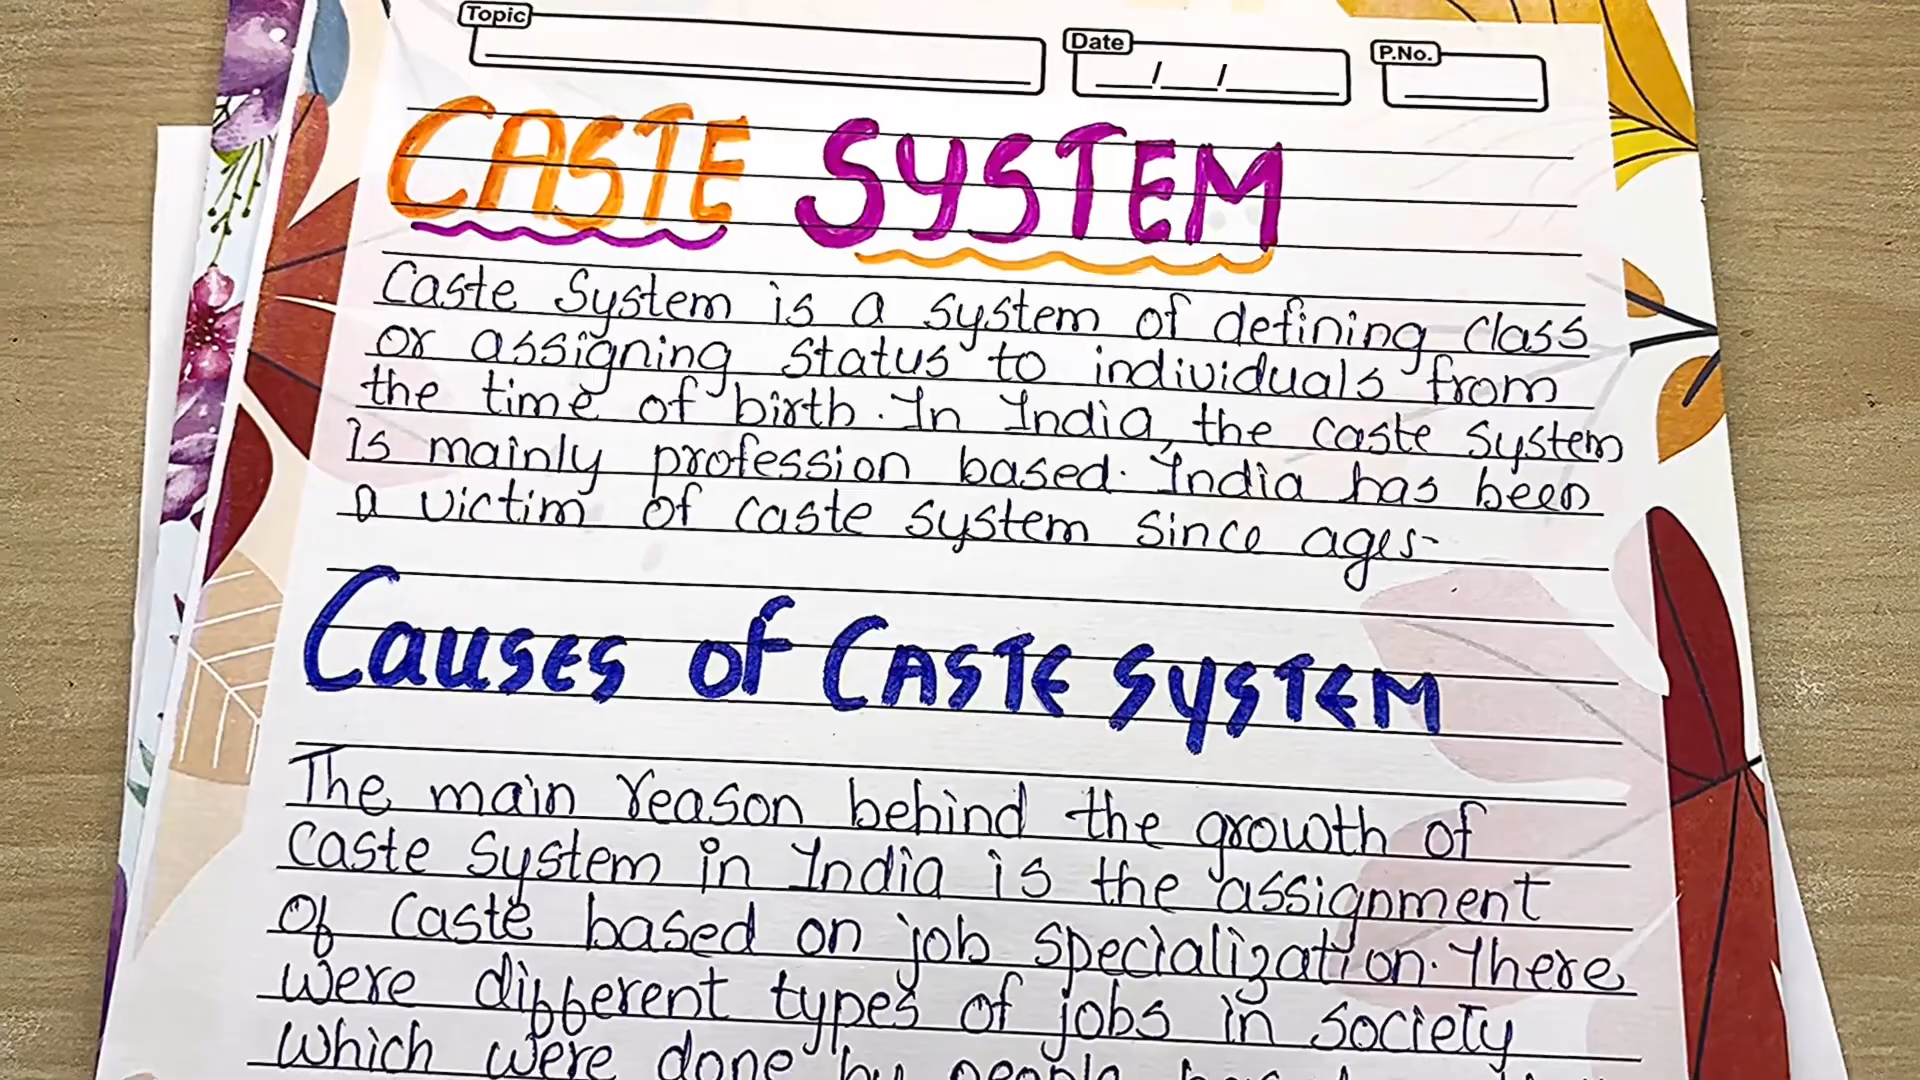 Topic
Date
P.No.
/ /
CASTE SYSTEM
Caste System is a system of defining class
or assigning status to individuals from
the time of birth. In India, the caste system
is mainly profession based. India has been
a victim of caste system since ages-
Causes of CASTE SYSTEM
The main reason behind the growth of
caste system in India is the assignment
of caste based on job specialization. There
were different types of jobs in society
which were done by people